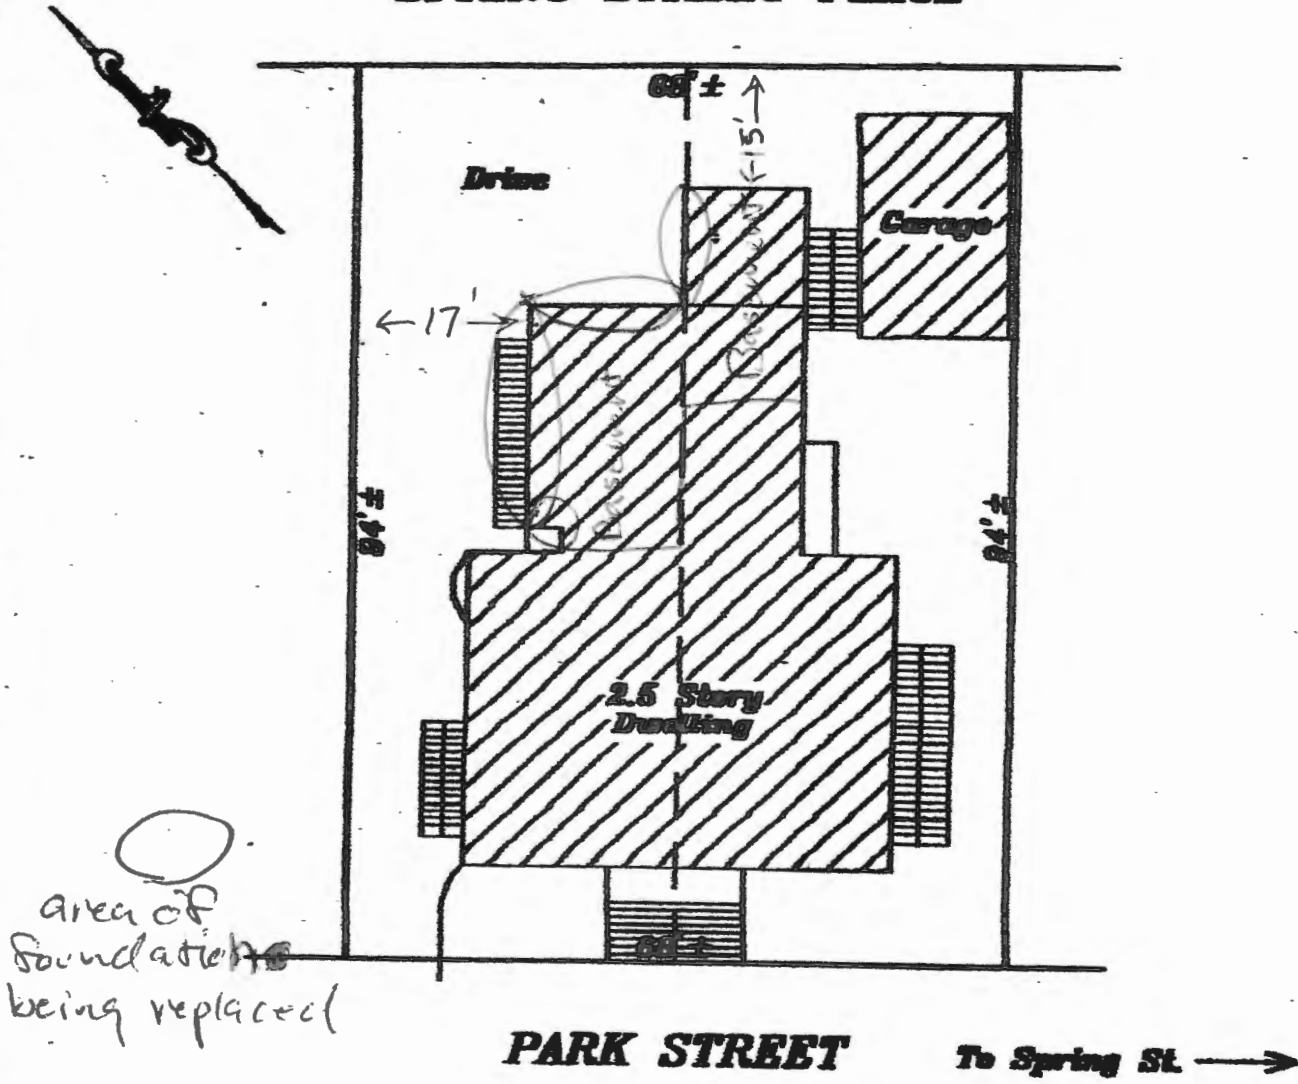 68' ±
15'
Drive
Garage
17'
Basement
Basement
94' ±
94' ±
2.5 Story
Dwelling
area of
foundation
being replaced
68' ±
PARK STREET
To Spring St.